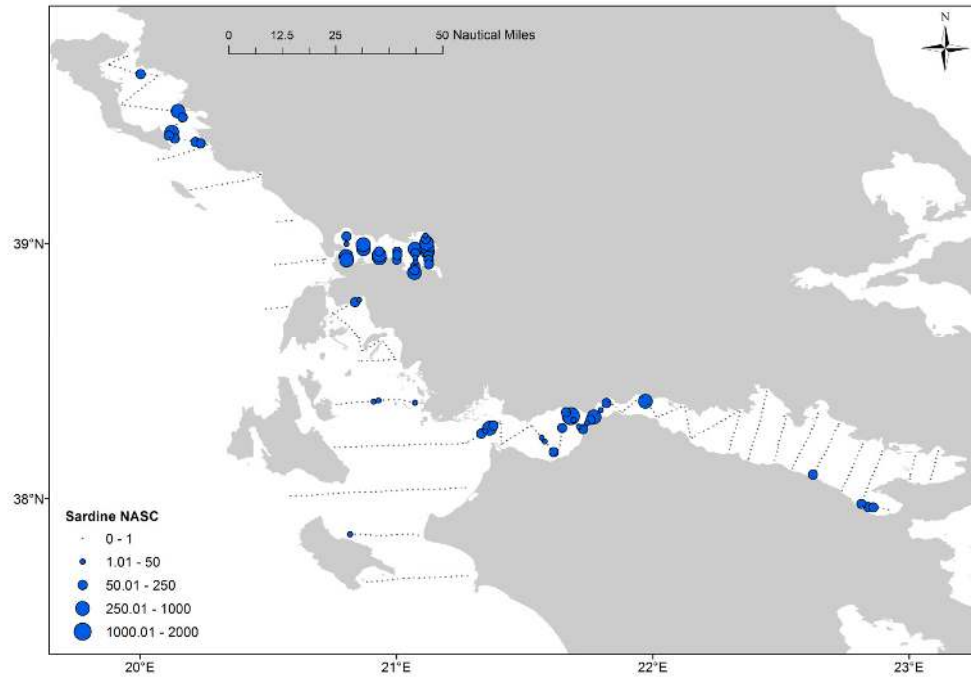 N
0 12.5 25 50 Nautical Miles
39°N
38°N
Sardine NASC
0 - 1
1.01 - 50
50.01 - 250
250.01 - 1000
1000.01 - 2000
20°E 21°E 22°E 23°E